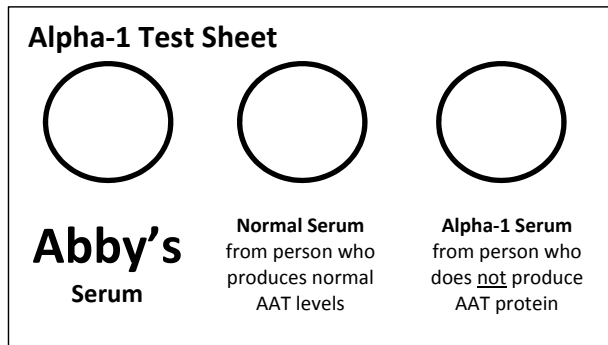 Alpha-1 Test Sheet
Abby's
Serum
Normal Serum
from person who
produces normal
AAT levels
Alpha-1 Serum
from person who
does not produce
AAT protein